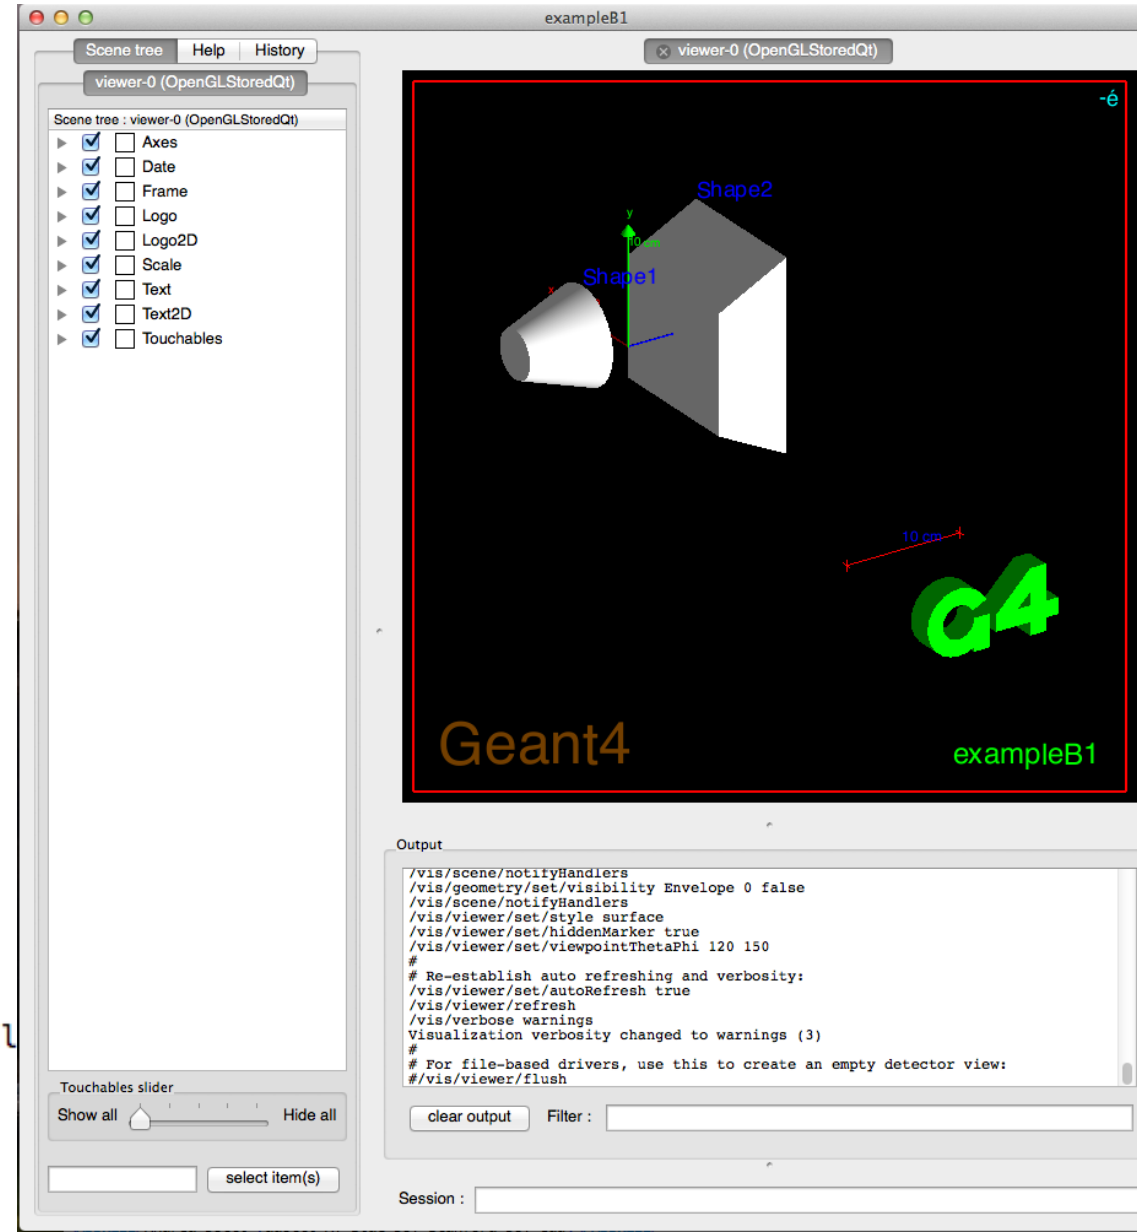 exampleB1
Scene tree
Help
History
viewer-0 (OpenGLStoredQt)
Scene tree : viewer-0 (OpenGLStoredQt)
Axes
Date
Frame
Logo
Logo2D
Scale
Text
Text2D
Touchables
Touchables slider
Show all
Hide all
select item(s)
viewer-0 (OpenGLStoredQt)
-é
Shape2
y
10 cm
Shape1
x
10 cm
G4
Geant4
exampleB1
Output
/vis/scene/notifyHandlers
/vis/geometry/set/visibility Envelope 0 false
/vis/scene/notifyHandlers
/vis/viewer/set/style surface
/vis/viewer/set/hiddenMarker true
/vis/viewer/set/viewpointThetaPhi 120 150
#
# Re-establish auto refreshing and verbosity:
/vis/viewer/set/autoRefresh true
/vis/viewer/refresh
/vis/verbose warnings
Visualization verbosity changed to warnings (3)
#
# For file-based drivers, use this to create an empty detector view:
#/vis/viewer/flush
clear output
Filter :
Session :
l